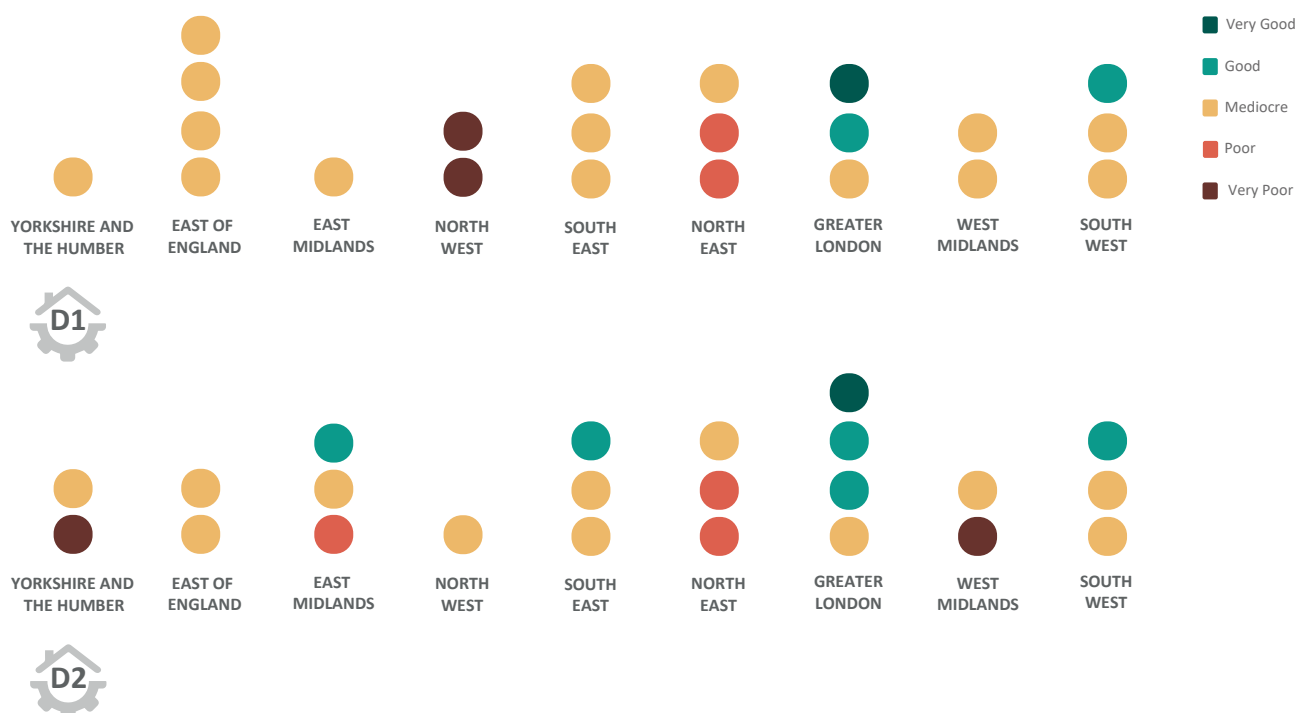 Very Good
Good
Mediocre
Poor
Very Poor
YORKSHIRE AND
THE HUMBER
EAST OF
ENGLAND
EAST
MIDLANDS
NORTH
WEST
SOUTH
EAST
NORTH
EAST
GREATER
LONDON
WEST
MIDLANDS
SOUTH
WEST
D1
YORKSHIRE AND
THE HUMBER
EAST OF
ENGLAND
EAST
MIDLANDS
NORTH
WEST
SOUTH
EAST
NORTH
EAST
GREATER
LONDON
WEST
MIDLANDS
SOUTH
WEST
D2